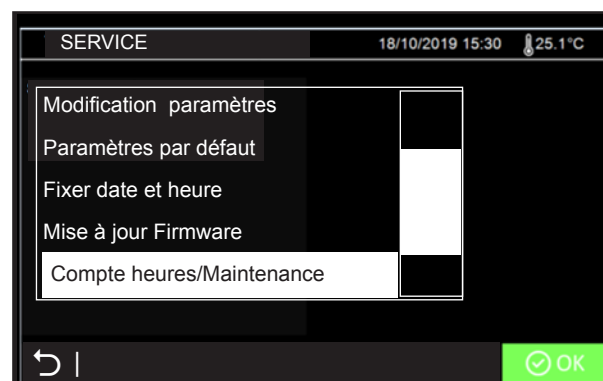 SERVICE 18/10/2019 15:30 25.1°C
Modification paramètres
Paramètres par défaut
Fixer date et heure
Mise à jour Firmware
Compte heures/Maintenance
OK